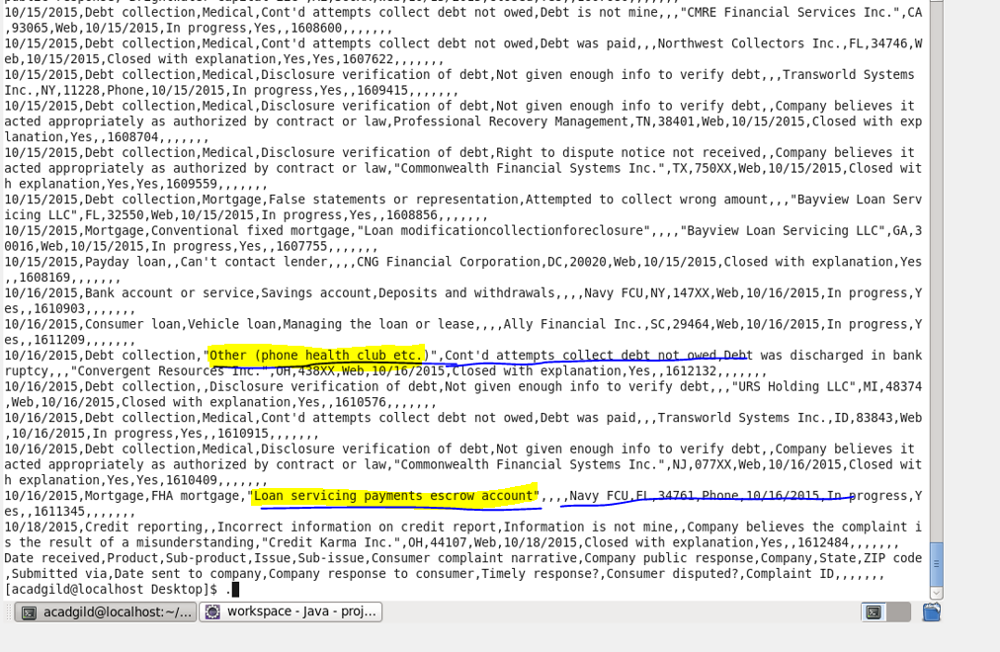 10/15/2015,Debt collection,Medical,Cont'd attempts collect debt not owed,Debt is not mine,,,"CMRE Financial Services Inc.",CA
,93065,Web,10/15/2015,In progress,Yes,,1608600,,,,,,,
10/15/2015,Debt collection,Medical,Cont'd attempts collect debt not owed,Debt was paid,,,Northwest Collectors Inc.,FL,34746,W
eb,10/15/2015,Closed with explanation,Yes,Yes,1607622,,,,,,,
10/15/2015,Debt collection,Medical,Disclosure verification of debt,Not given enough info to verify debt,,,Transworld Systems
Inc.,NY,11228,Phone,10/15/2015,In progress,Yes,,1609415,,,,,,,
10/15/2015,Debt collection,Medical,Disclosure verification of debt,Not given enough info to verify debt,,Company believes it
acted appropriately as authorized by contract or law,Professional Recovery Management,TN,38401,Web,10/15/2015,Closed with exp
lanation,Yes,,1608704,,,,,,,
10/15/2015,Debt collection,Medical,Disclosure verification of debt,Right to dispute notice not received,,Company believes it
acted appropriately as authorized by contract or law,"Commonwealth Financial Systems Inc.",TX,750XX,Web,10/15/2015,Closed wit
h explanation,Yes,Yes,1609559,,,,,,,
10/15/2015,Debt collection,Mortgage,False statements or representation,Attempted to collect wrong amount,,,"Bayview Loan Serv
icing LLC",FL,32550,Web,10/15/2015,In progress,Yes,,1608856,,,,,,,
10/15/2015,Mortgage,Conventional fixed mortgage,"Loan modificationcollectionforeclosure",,,,"Bayview Loan Servicing LLC",GA,3
0016,Web,10/15/2015,In progress,Yes,,1607755,,,,,,,
10/15/2015,Payday loan,,Can't contact lender,,,,CNG Financial Corporation,DC,20020,Web,10/15/2015,Closed with explanation,Yes
,,1608169,,,,,,,
10/16/2015,Bank account or service,Savings account,Deposits and withdrawals,,,,Navy FCU,NY,147XX,Web,10/16/2015,In progress,Y
es,,1610903,,,,,,,
10/16/2015,Consumer loan,Vehicle loan,Managing the loan or lease,,,,Ally Financial Inc.,SC,29464,Web,10/16/2015,In progress,Y
es,,1611209,,,,,,,
10/16/2015,Debt collection,"Other (phone health club etc.)",Cont'd attempts collect debt not owed,Debt was discharged in bank
ruptcy,,,"Convergent Resources Inc.",OH,438XX,Web,10/16/2015,Closed with explanation,Yes,,1612132,,,,,,,
10/16/2015,Debt collection,,Disclosure verification of debt,Not given enough info to verify debt,,,"URS Holding LLC",MI,48374
,Web,10/16/2015,Closed with explanation,Yes,,1610576,,,,,,,
10/16/2015,Debt collection,Medical,Cont'd attempts collect debt not owed,Debt was paid,,,Transworld Systems Inc.,ID,83843,Web
,10/16/2015,In progress,Yes,,1610915,,,,,,,
10/16/2015,Debt collection,Medical,Disclosure verification of debt,Not given enough info to verify debt,,Company believes it
acted appropriately as authorized by contract or law,"Commonwealth Financial Systems Inc.",NJ,077XX,Web,10/16/2015,Closed wit
h explanation,Yes,Yes,1610409,,,,,,,
10/16/2015,Mortgage,FHA mortgage,"Loan servicing payments escrow account",,,,Navy FCU,FL,34761,Phone,10/16/2015,In progress,Y
es,,1611345,,,,,,,
10/18/2015,Credit reporting,,Incorrect information on credit report,Information is not mine,,Company believes the complaint i
s the result of a misunderstanding,"Credit Karma Inc.",OH,44107,Web,10/18/2015,Closed with explanation,Yes,,1612484,,,,,,,
Date received,Product,Sub-product,Issue,Sub-issue,Consumer complaint narrative,Company public response,Company,State,ZIP code
,Submitted via,Date sent to company,Company response to consumer,Timely response?,Consumer disputed?,Complaint ID,,,,,,,
[acadgild@localhost Desktop]$ .
acadgild@localhost:~/...
workspace - Java - proj...